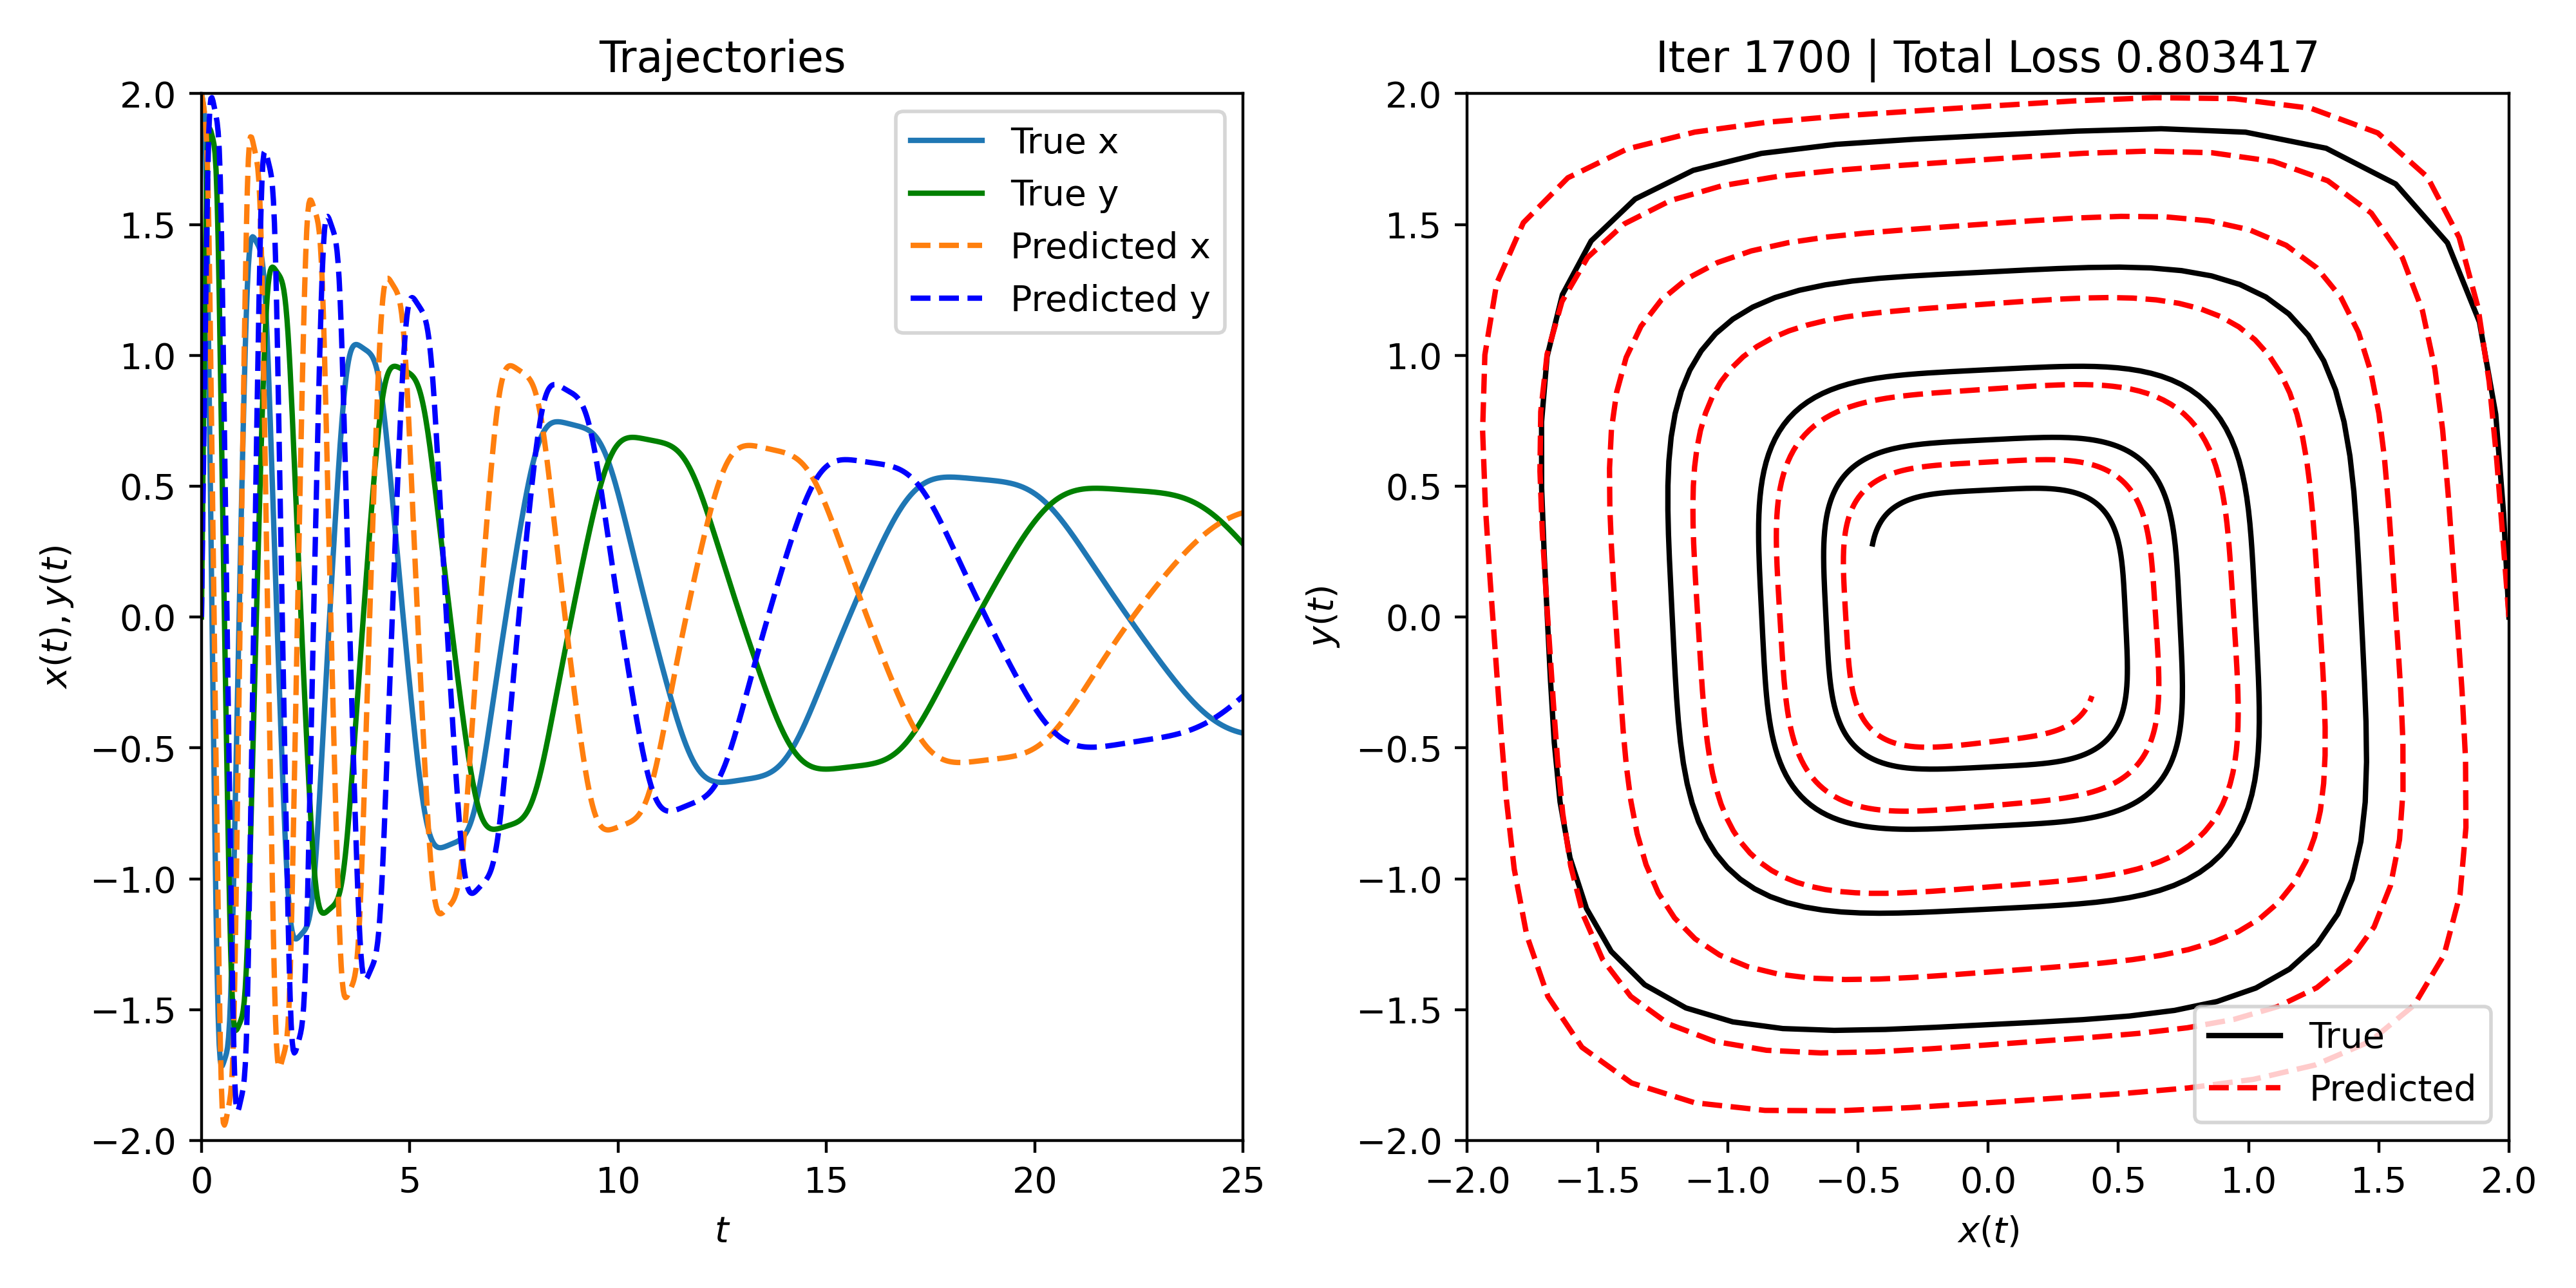 Trajectories
2.0
1.5
1.0
0.5
0.0
−0.5
−1.0
−1.5
−2.0
x(t), y(t)
0 5 10 15 20 25
t
True x
True y
Predicted x
Predicted y
Iter 1700 | Total Loss 0.803417
2.0
1.5
1.0
0.5
0.0
−0.5
−1.0
−1.5
−2.0
y(t)
−2.0 −1.5 −1.0 −0.5 0.0 0.5 1.0 1.5 2.0
x(t)
True
Predicted